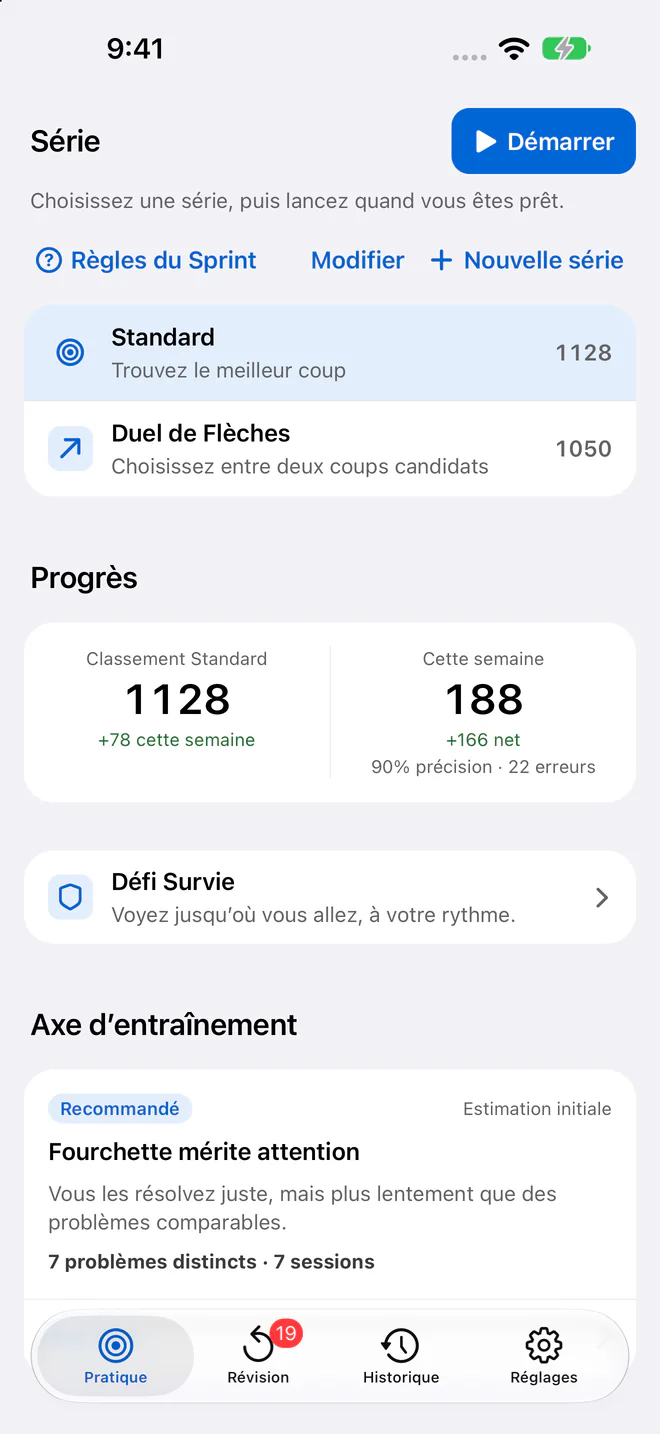 9:41
Série
Démarrer
Choisissez une série, puis lancez quand vous êtes prêt.
Règles du Sprint
Modifier
Nouvelle série
Standard
Trouvez le meilleur coup
1128
Duel de Flèches
Choisissez entre deux coups candidats
1050
Progrès
Classement Standard
1128
+78 cette semaine
Cette semaine
188
+166 net
90% précision · 22 erreurs
Défi Survie
Voyez jusqu’où vous allez, à votre rythme.
Axe d’entraînement
Recommandé
Estimation initiale
Fourchette mérite attention
Vous les résolvez juste, mais plus lentement que des
problèmes comparables.
7 problèmes distincts · 7 sessions
Pratique
19
Révision
Historique
Réglages